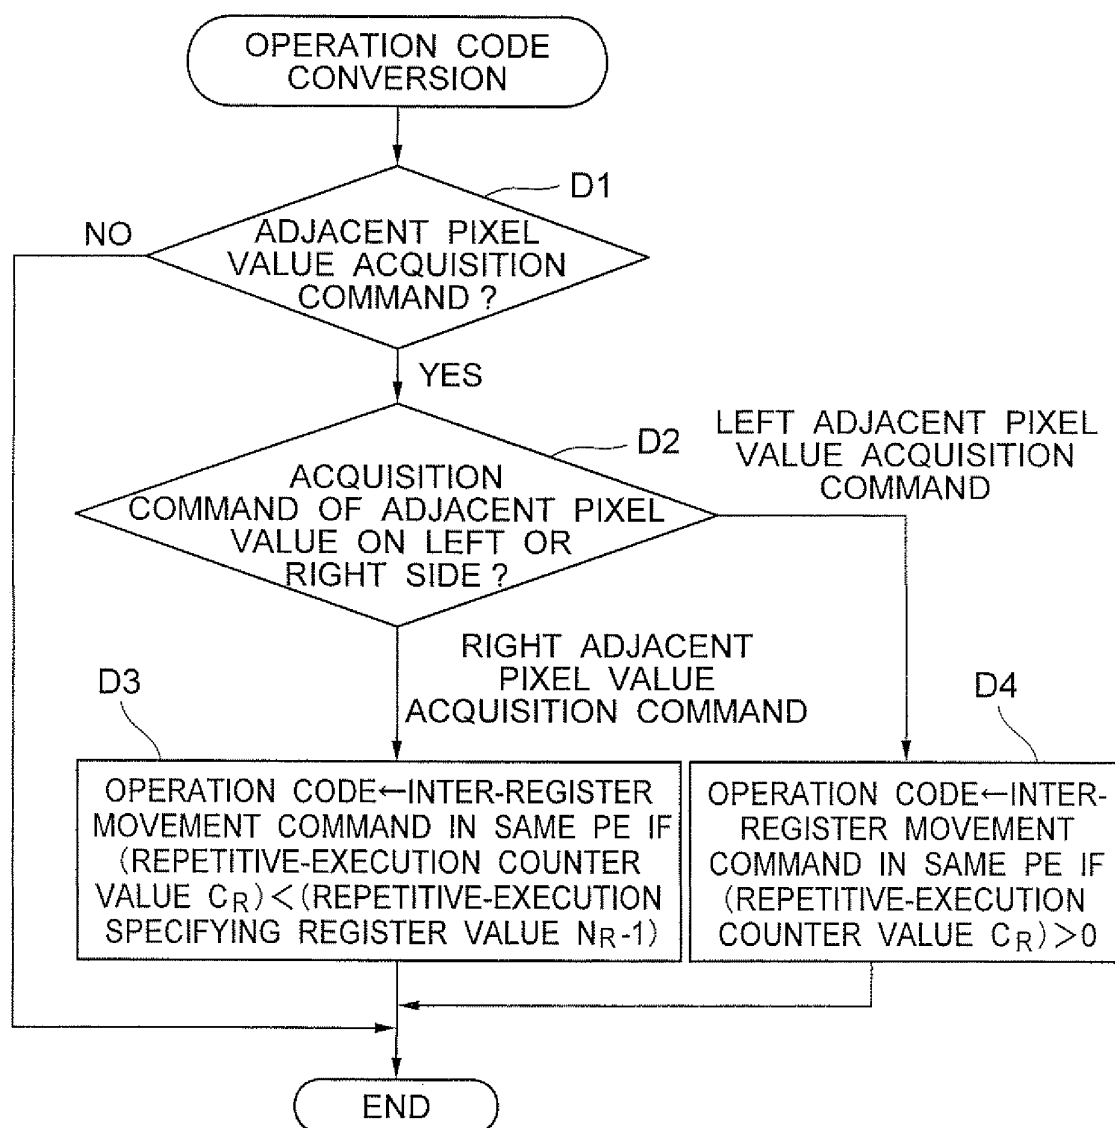 OPERATION CODE
CONVERSION
D1
NO
ADJACENT PIXEL
VALUE ACQUISITION
COMMAND ?
YES
D2
LEFT ADJACENT PIXEL
VALUE ACQUISITION
COMMAND
ACQUISITION
COMMAND OF ADJACENT PIXEL
VALUE ON LEFT OR
RIGHT SIDE ?
RIGHT ADJACENT
PIXEL VALUE
ACQUISITION COMMAND
D3
D4
OPERATION CODE←INTER-REGISTER
MOVEMENT COMMAND IN SAME PE IF
(REPETITIVE-EXECUTION COUNTER
VALUE CR)<(REPETITIVE-EXECUTION
SPECIFYING REGISTER VALUE NR-1)
OPERATION CODE←INTER-
REGISTER MOVEMENT
COMMAND IN SAME PE IF
(REPETITIVE-EXECUTION
COUNTER VALUE CR)>0
END